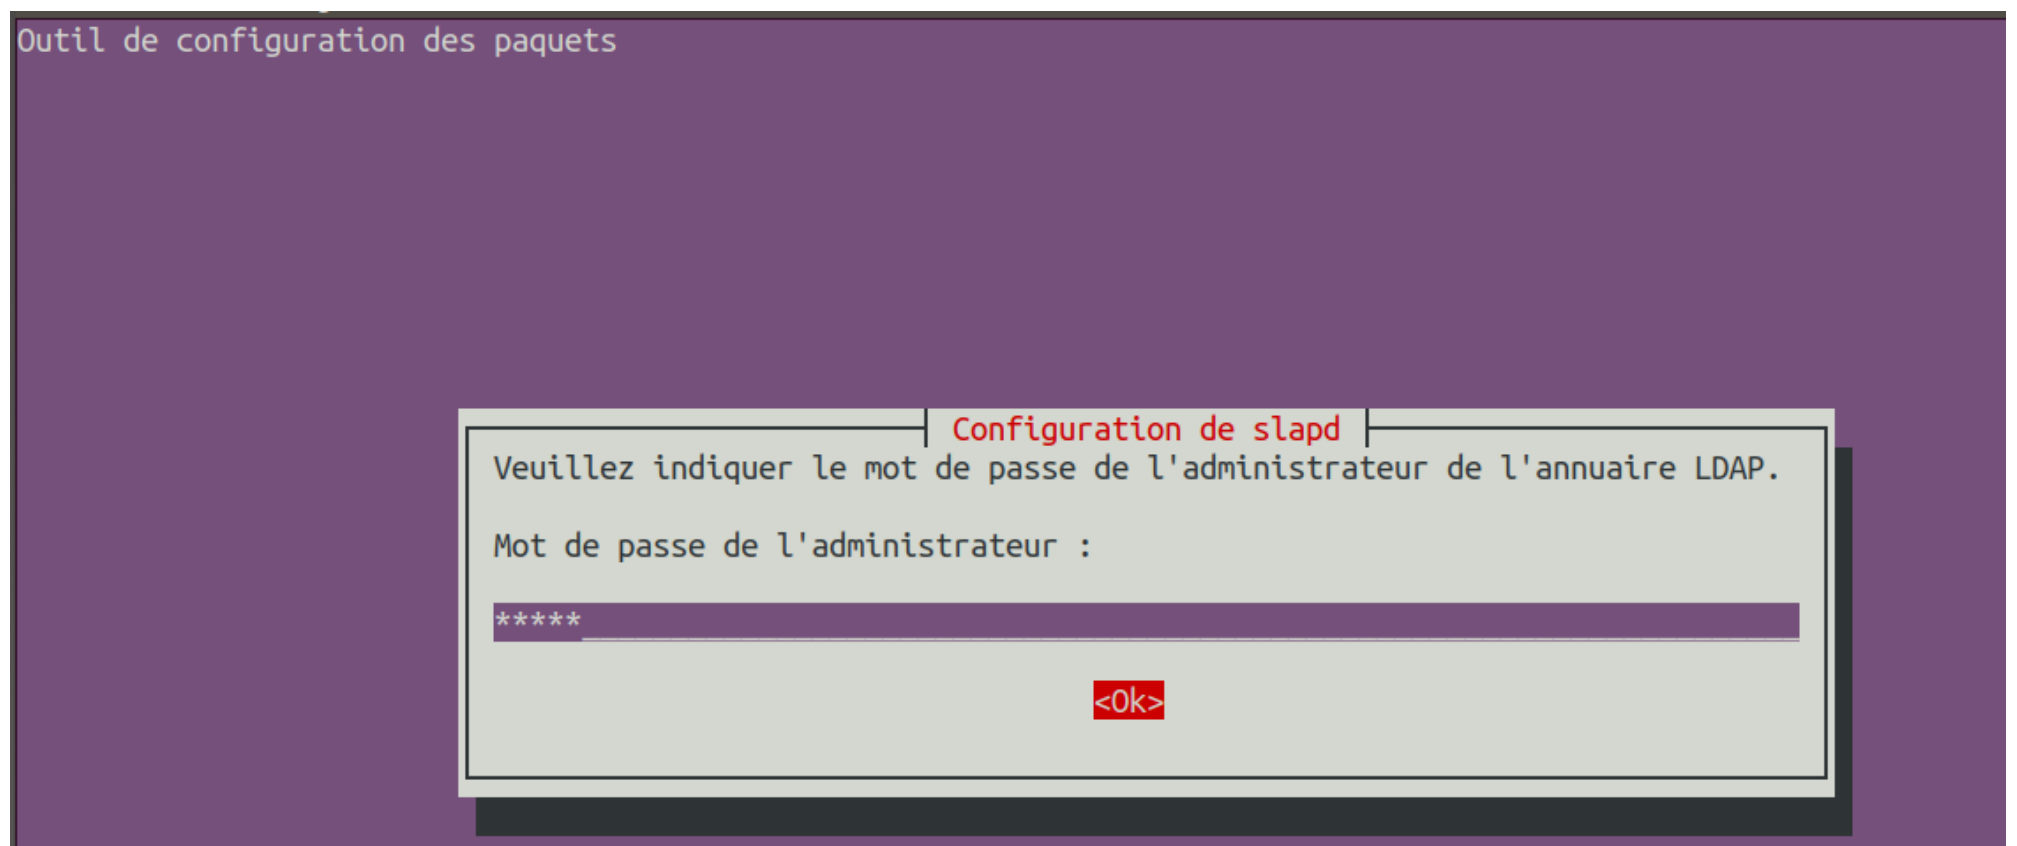 Outil de configuration des paquets
Configuration de slapd
Veuillez indiquer le mot de passe de l'administrateur de l'annuaire LDAP.
Mot de passe de l'administrateur :
*****
<Ok>